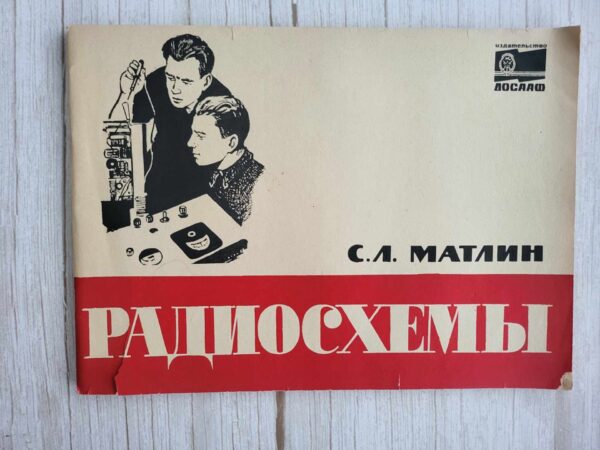 издательство
ДОСААФ
С.Л. МАТЛИН
РАДИОСХЕМЫ